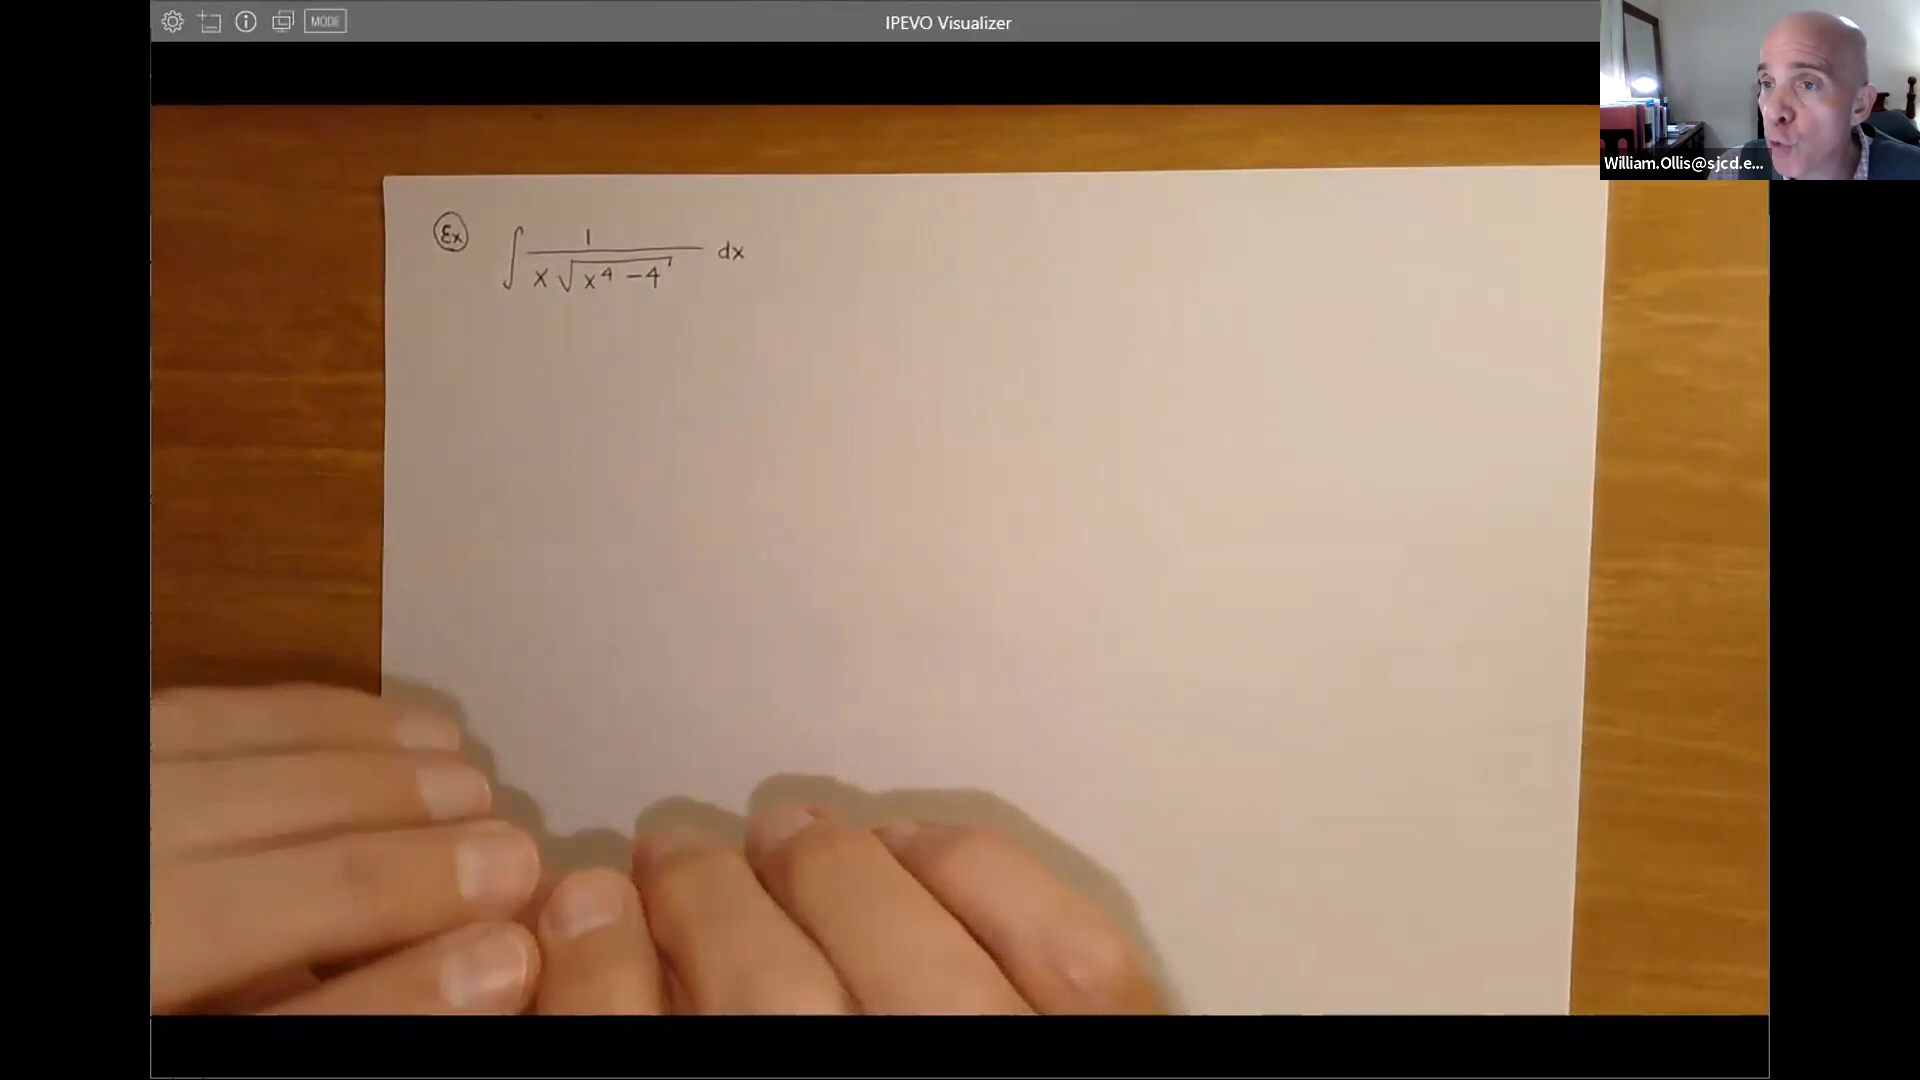 MODE
IPEVO Visualizer
William.Ollis@sjcd.e...
Ex ∫ 1/(x√(x⁴ - 4)) dx